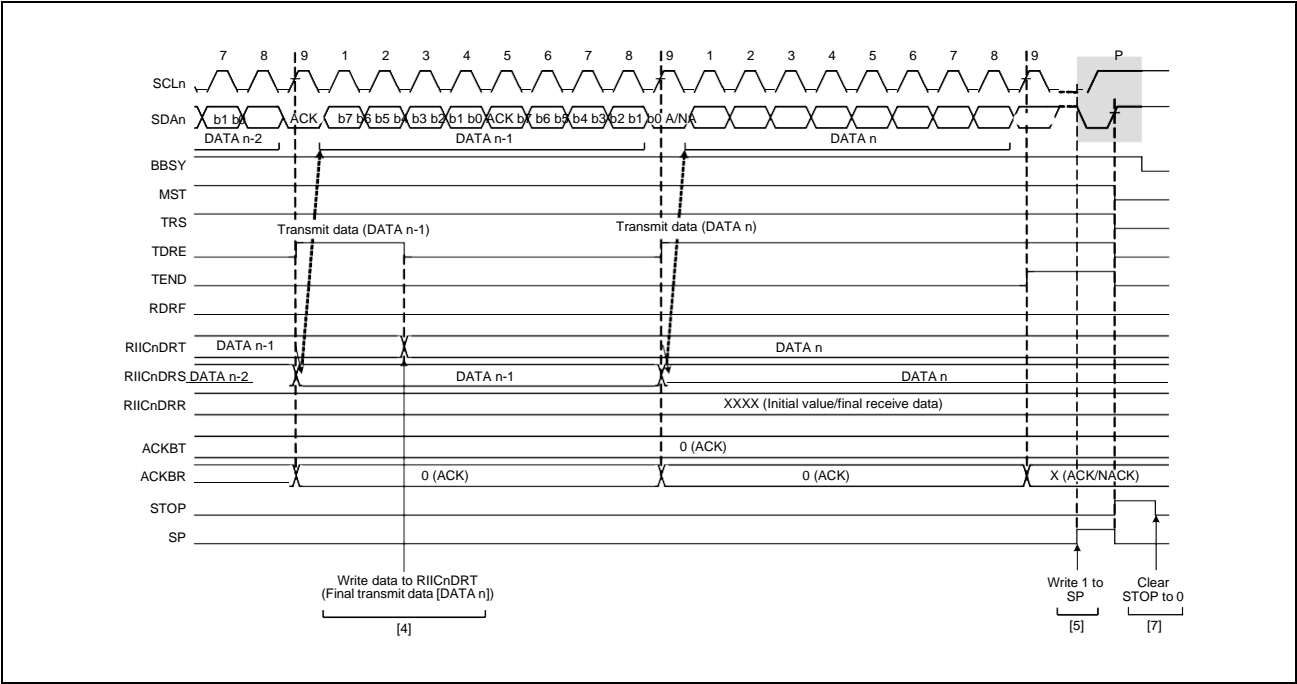 7 8 9 1 2 3 4 5 6 7 8 9 1 2 3 4 5 6 7 8 9 P
SCLn
SDAn b1 b0 ACK b7 b6 b5 b4 b3 b2 b1 b0 ACK b7 b6 b5 b4 b3 b2 b1 b0 A/NA
DATA n-2 DATA n-1 DATA n
BBSY
MST
TRS
Transmit data (DATA n-1) Transmit data (DATA n)
TDRE
TEND
RDRF
RIICnDRT DATA n-1 DATA n
RIICnDRS DATA n-2 DATA n-1 DATA n
RIICnDRR XXXX (Initial value/final receive data)
ACKBT 0 (ACK)
ACKBR 0 (ACK) 0 (ACK) X (ACK/NACK)
STOP
SP
Write data to RIICnDRT
(Final transmit data [DATA n])
[4]
Write 1 to
SP
[5]
Clear
STOP to 0
[7]